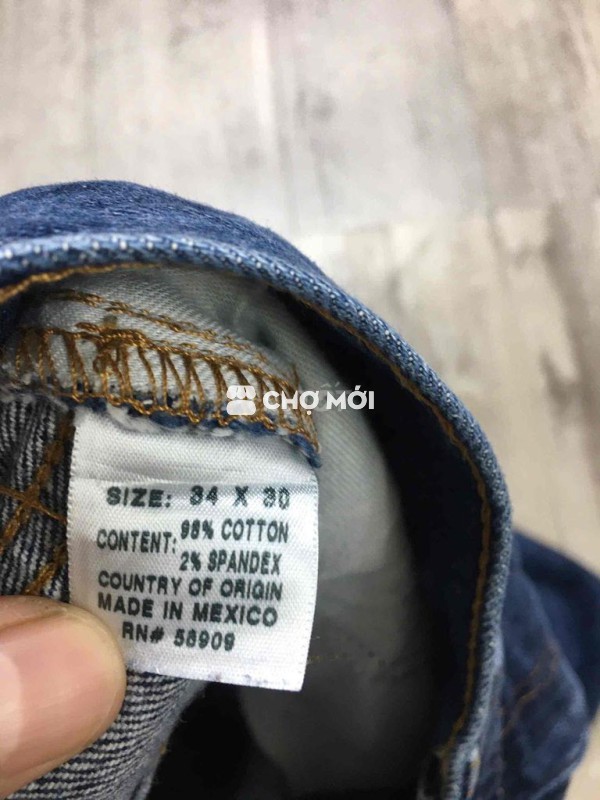 CHỢ MỚI
SIZE: 34 X 30
CONTENT: 98% COTTON
2% SPANDEX
COUNTRY OF ORIGIN
MADE IN MEXICO
RN# 58909